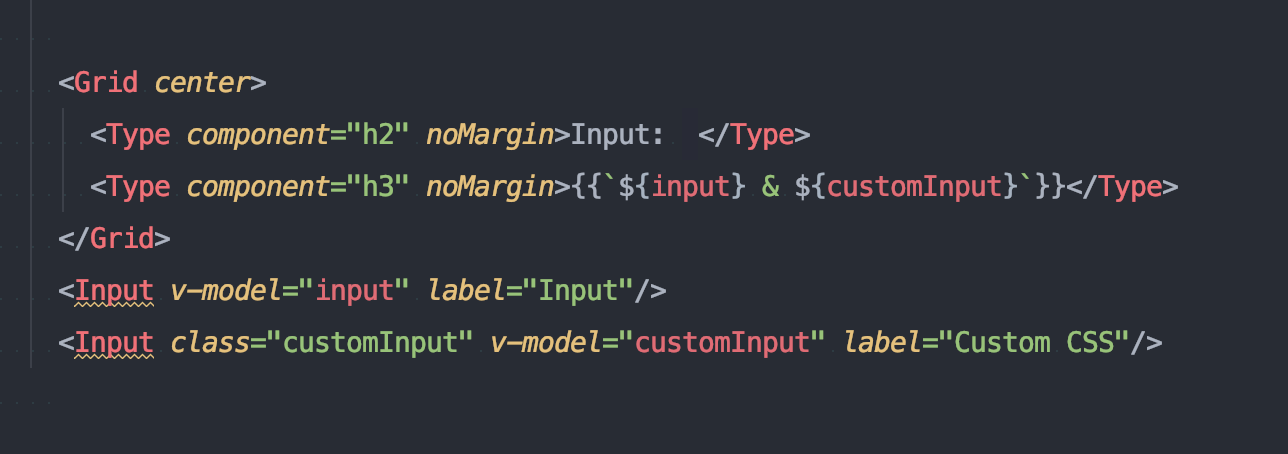 <Grid center>
<Type component="h2" noMargin>Input:  </Type>
<Type component="h3" noMargin>{{`${input} & ${customInput}`}}</Type>
</Grid>
<Input v-model="input" label="Input"/>
<Input class="customInput" v-model="customInput" label="Custom CSS"/>